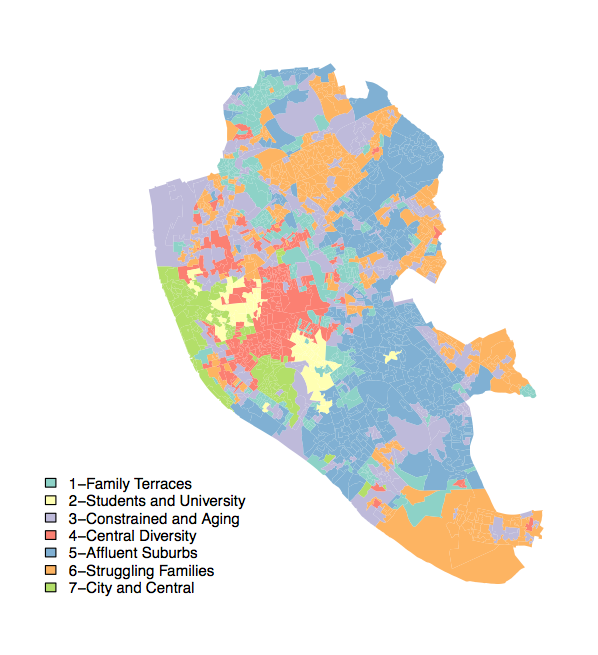 1–Family Terraces
2–Students and University
3–Constrained and Aging
4–Central Diversity
5–Affluent Suburbs
6–Struggling Families
7–City and Central